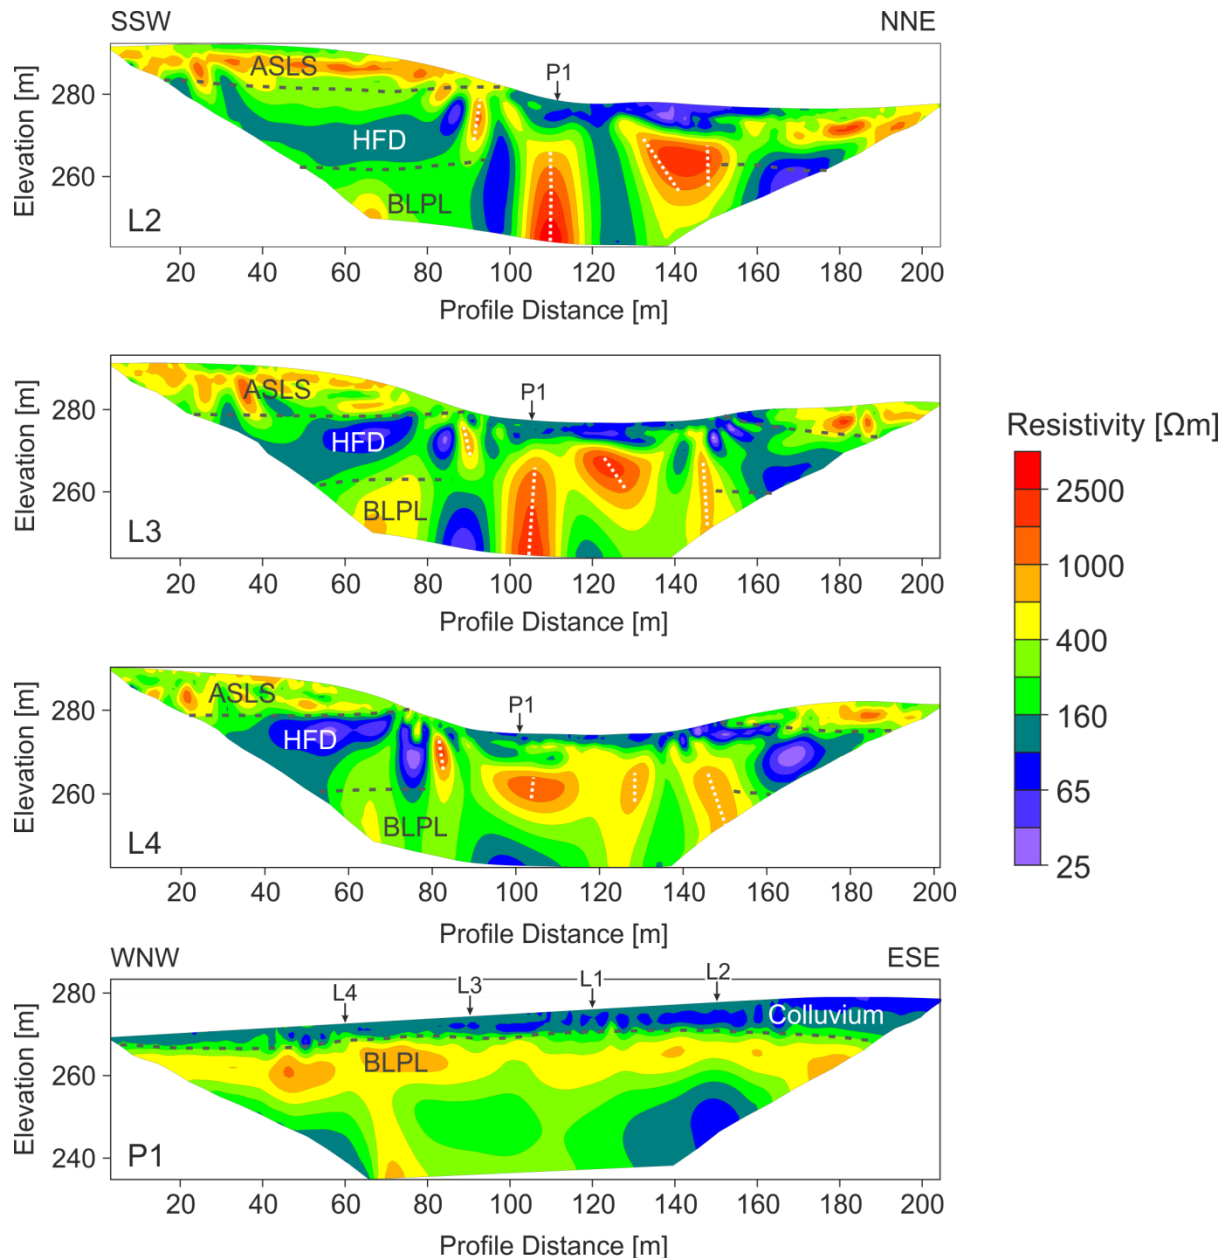 SSW NNE
ASLS
P1
280
HFD
260
BLPL
L2
Elevation [m]
20 40 60 80 100 120 140 160 180 200
Profile Distance [m]
P1
ASLS
280
HFD
260
BLPL
L3
Elevation [m]
20 40 60 80 100 120 140 160 180 200
Profile Distance [m]
Resistivity [Ωm]
2500
1000
400
160
65
25
ASLS
P1
280
HFD
260
BLPL
L4
Elevation [m]
20 40 60 80 100 120 140 160 180 200
Profile Distance [m]
WNW ESE
L4 L3 L1 L2
280
Colluvium
BLPL
260
240
P1
Elevation [m]
20 40 60 80 100 120 140 160 180 200
Profile Distance [m]